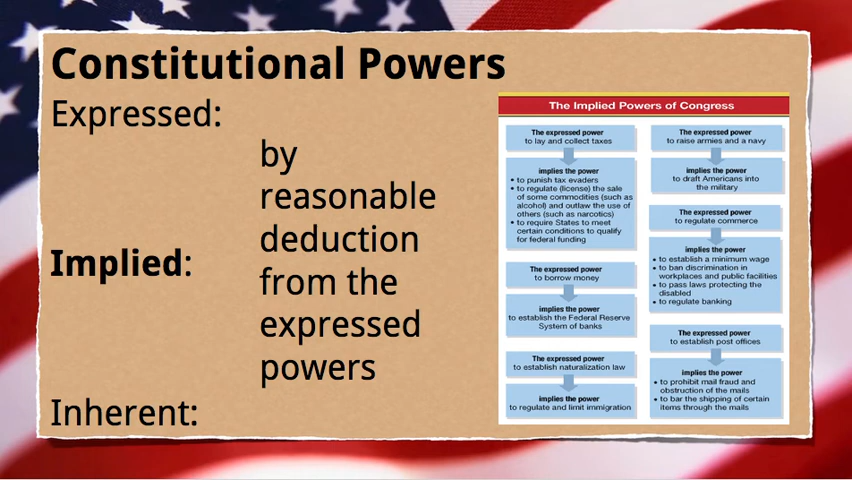 Constitutional Powers
Expressed:
by
reasonable
deduction
Implied:
from the
expressed
powers
Inherent:
The Implied Powers of Congress
The expressed power
to lay and collect taxes
implies the power
• to punish tax evaders
• to regulate (license) the sale
of some commodities (such as
alcohol) and outlaw the use of
others (such as narcotics)
• to require States to meet
certain conditions to qualify
for federal funding
The expressed power
to borrow money
implies the power
to establish the Federal Reserve
System of banks
The expressed power
to establish naturalization law
implies the power
to regulate and limit immigration
The expressed power
to raise armies and a navy
implies the power
to draft Americans into
the military
The expressed power
to regulate commerce
implies the power
• to establish a minimum wage
• to ban discrimination in
workplaces and public facilities
• to pass laws protecting the
disabled
• to regulate banking
The expressed power
to establish post offices
implies the power
• to prohibit mail fraud and
obstruction of the mails
• to bar the shipping of certain
items through the mails